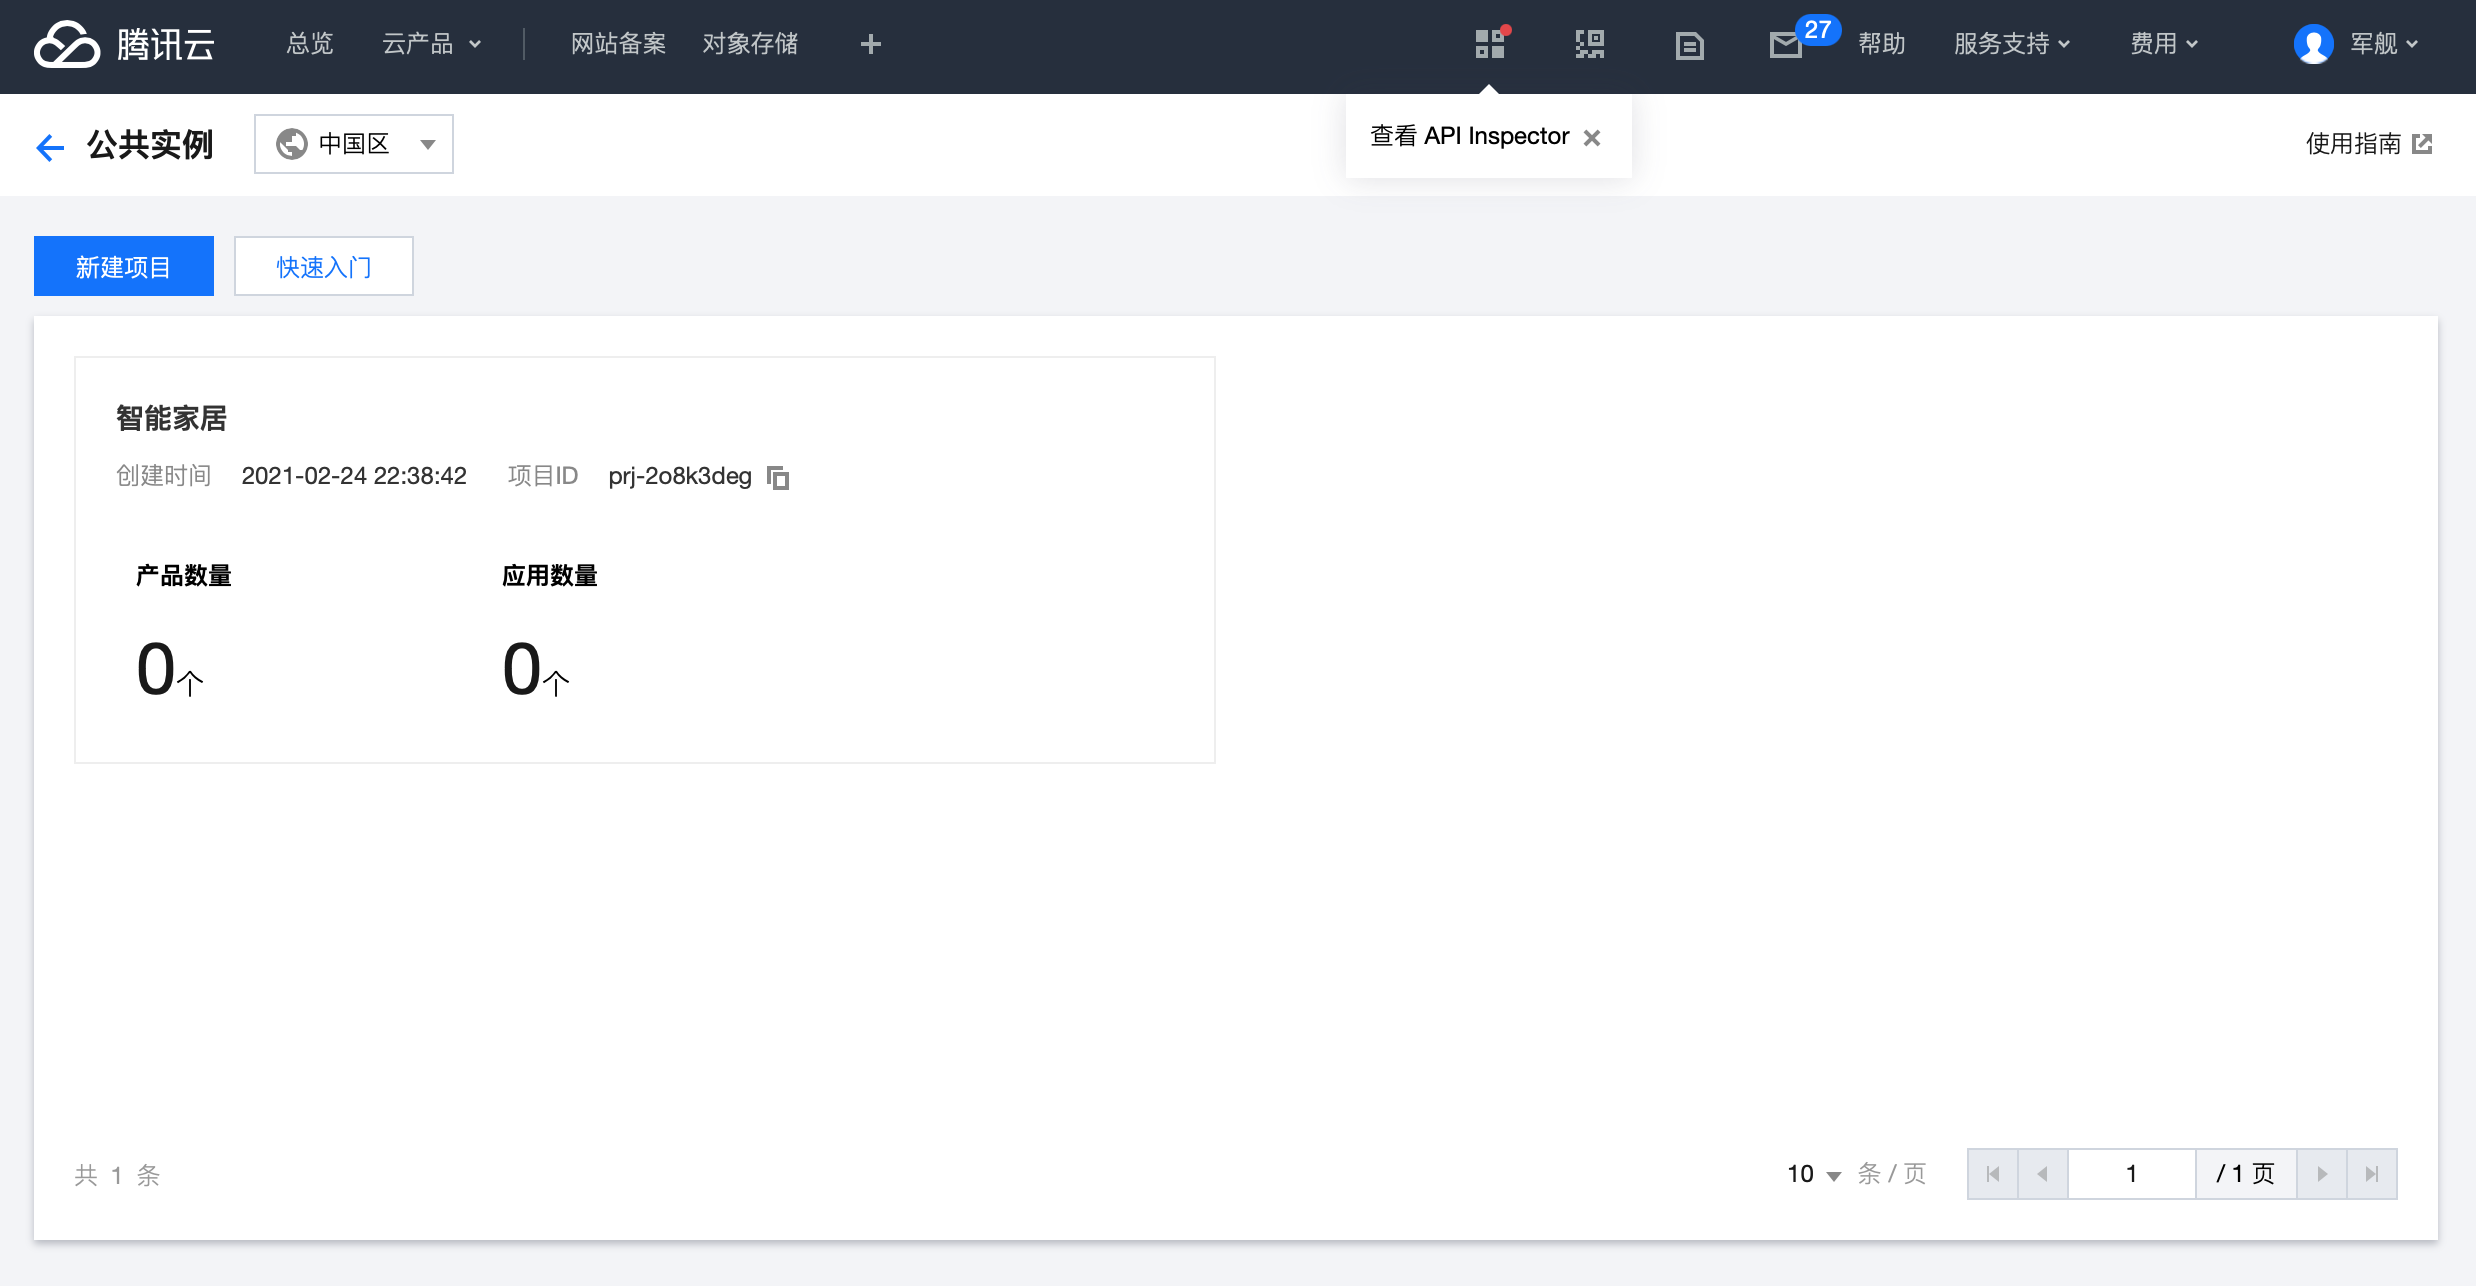 腾讯云 总览 云产品 网站备案 对象存储 27 帮助 服务支持 费用 军舰
公共实例 中国区 查看 API Inspector 使用指南
新建项目 快速入门
智能家居
创建时间 2021-02-24 22:38:42 项目ID prj-2o8k3deg
产品数量 应用数量
0个 0个
共 1 条 10 条 / 页 1 / 1 页